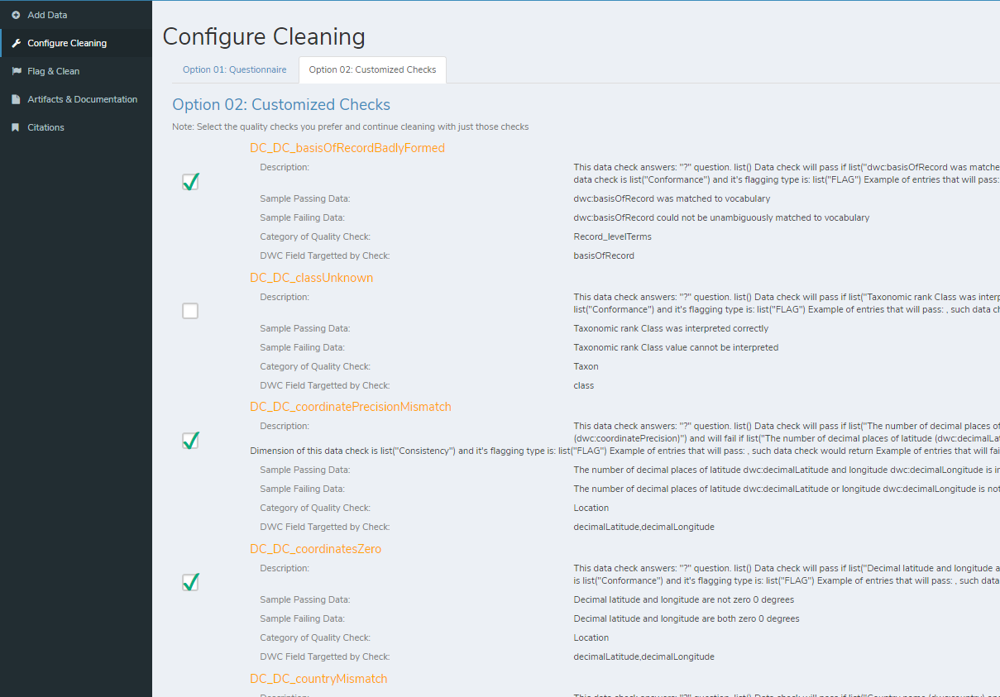 Add Data
Configure Cleaning
Flag & Clean
Artifacts & Documentation
Citations
Configure Cleaning
Option 01: Questionnaire
Option 02: Customized Checks
Option 02: Customized Checks
Note: Select the quality checks you prefer and continue cleaning with just those checks
DC_DC_basisOfRecordBadlyFormed
Description: This data check answers: "?" question. list() Data check will pass if list("dwc:basisOfRecord was matche
data check is list("Conformance") and it's flagging type is: list("FLAG") Example of entries that will pass:
Sample Passing Data: dwc:basisOfRecord was matched to vocabulary
Sample Failing Data: dwc:basisOfRecord could not be unambiguously matched to vocabulary
Category of Quality Check: Record_levelTerms
DWC Field Targetted by Check: basisOfRecord
DC_DC_classUnknown
Description: This data check answers: "?" question. list() Data check will pass if list("Taxonomic rank Class was interp
list("Conformance") and it's flagging type is: list("FLAG") Example of entries that will pass: , such data ch
Sample Passing Data: Taxonomic rank Class was interpreted correctly
Sample Failing Data: Taxonomic rank Class value cannot be interpreted
Category of Quality Check: Taxon
DWC Field Targetted by Check: class
DC_DC_coordinatePrecisionMismatch
Description: This data check answers: "?" question. list() Data check will pass if list("The number of decimal places of
(dwc:coordinatePrecision)") and will fail if list("The number of decimal places of latitude (dwc:decimalLat
Dimension of this data check is list("Consistency") and it's flagging type is: list("FLAG") Example of entries that will pass: , such data check would return Example of entries that will fai
Sample Passing Data: The number of decimal places of latitude dwc:decimalLatitude and longitude dwc:decimalLongitude is in
Sample Failing Data: The number of decimal places of latitude dwc:decimalLatitude or longitude dwc:decimalLongitude is not
Category of Quality Check: Location
DWC Field Targetted by Check: decimalLatitude,decimalLongitude
DC_DC_coordinatesZero
Description: This data check answers: "?" question. list() Data check will pass if list("Decimal latitude and longitude a
is list("Conformance") and it's flagging type is: list("FLAG") Example of entries that will pass: , such data
Sample Passing Data: Decimal latitude and longitude are not zero 0 degrees
Sample Failing Data: Decimal latitude and longitude are both zero 0 degrees
Category of Quality Check: Location
DWC Field Targetted by Check: decimalLatitude,decimalLongitude
DC_DC_countryMismatch